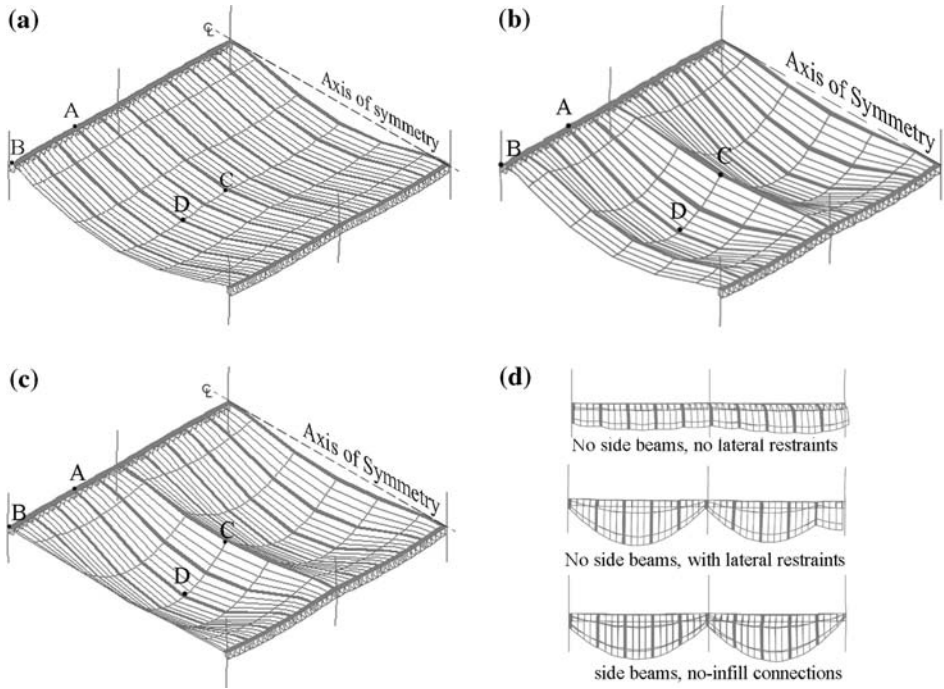 (a)
℄
Axis of symmetry
A
B
C
D
(b)
Axis of Symmetry
A
B
C
D
(c)
℄
Axis of Symmetry
A
B
C
D
(d)
No side beams, no lateral restraints
No side beams, with lateral restraints
side beams, no-infill connections